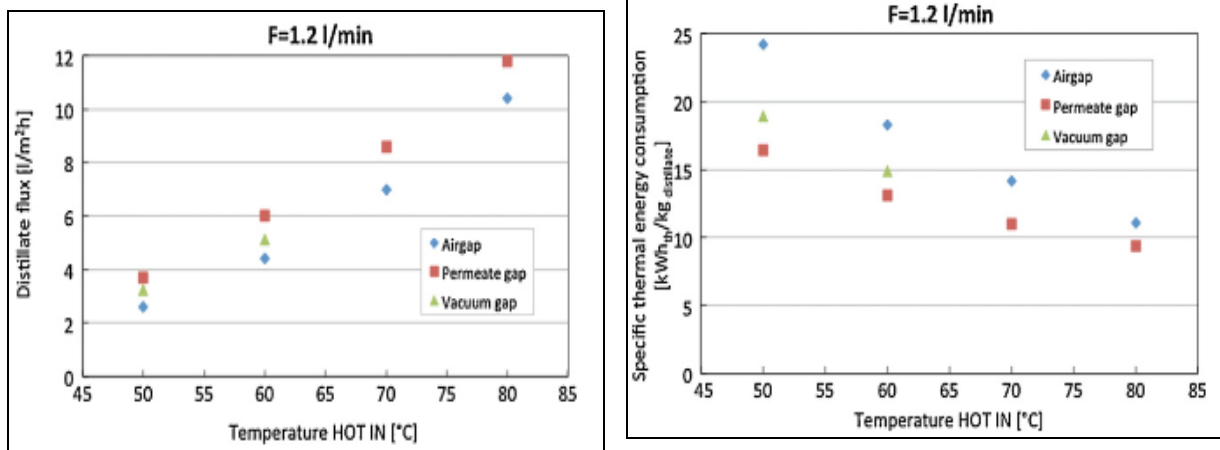 F=1.2 l/min
Distillate flux [l/m²h]
12
10
8
6
4
2
0
Airgap
Permeate gap
Vacuum gap
45 50 55 60 65 70 75 80 85
Temperature HOT IN [°C]
F=1.2 l/min
Specific thermal energy consumption
[kWhth/kg distillate]
25
20
15
10
5
0
Airgap
Permeate gap
Vacuum gap
45 50 55 60 65 70 75 80 85
Temperature HOT IN [°C]